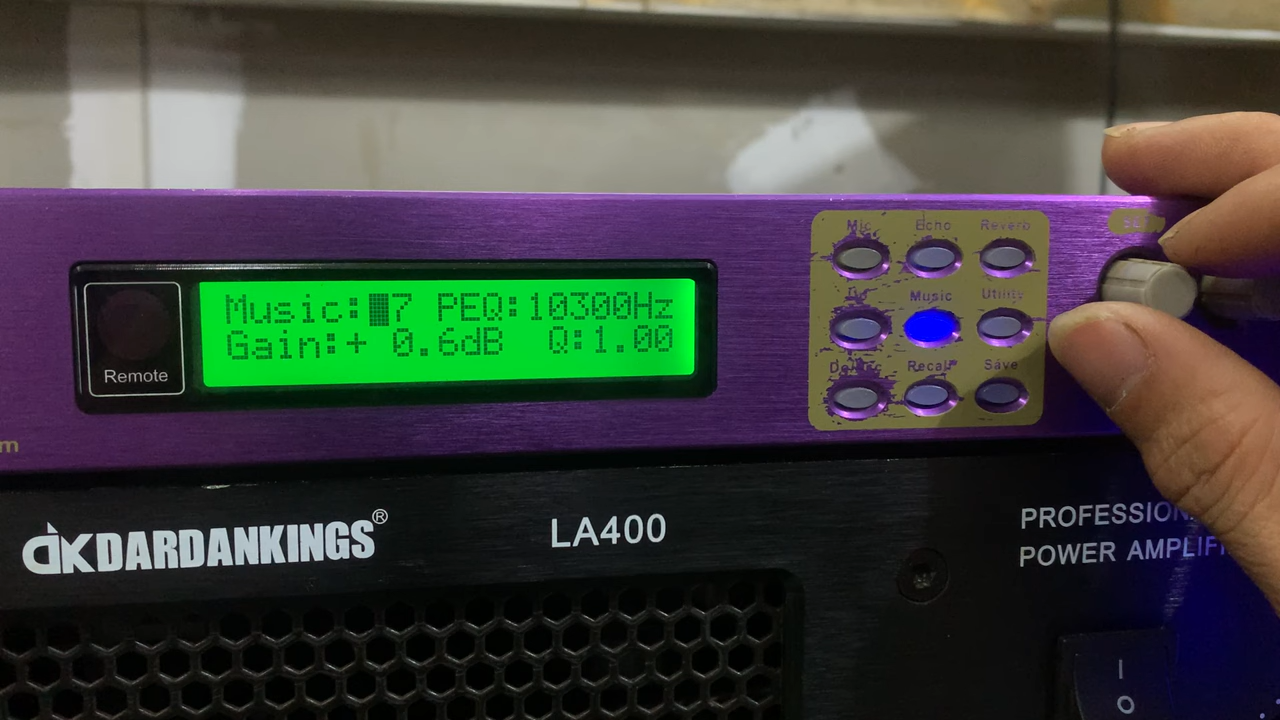 Mic Echo Reverb
SET
Music: 7 PEQ:10300Hz
Gain:+ 0.6dB Q:1.00
Music Utility
Remote
Recall Save
m
DARDANKINGS®
LA400
PROFESSION
POWER AMPLIF
I
O